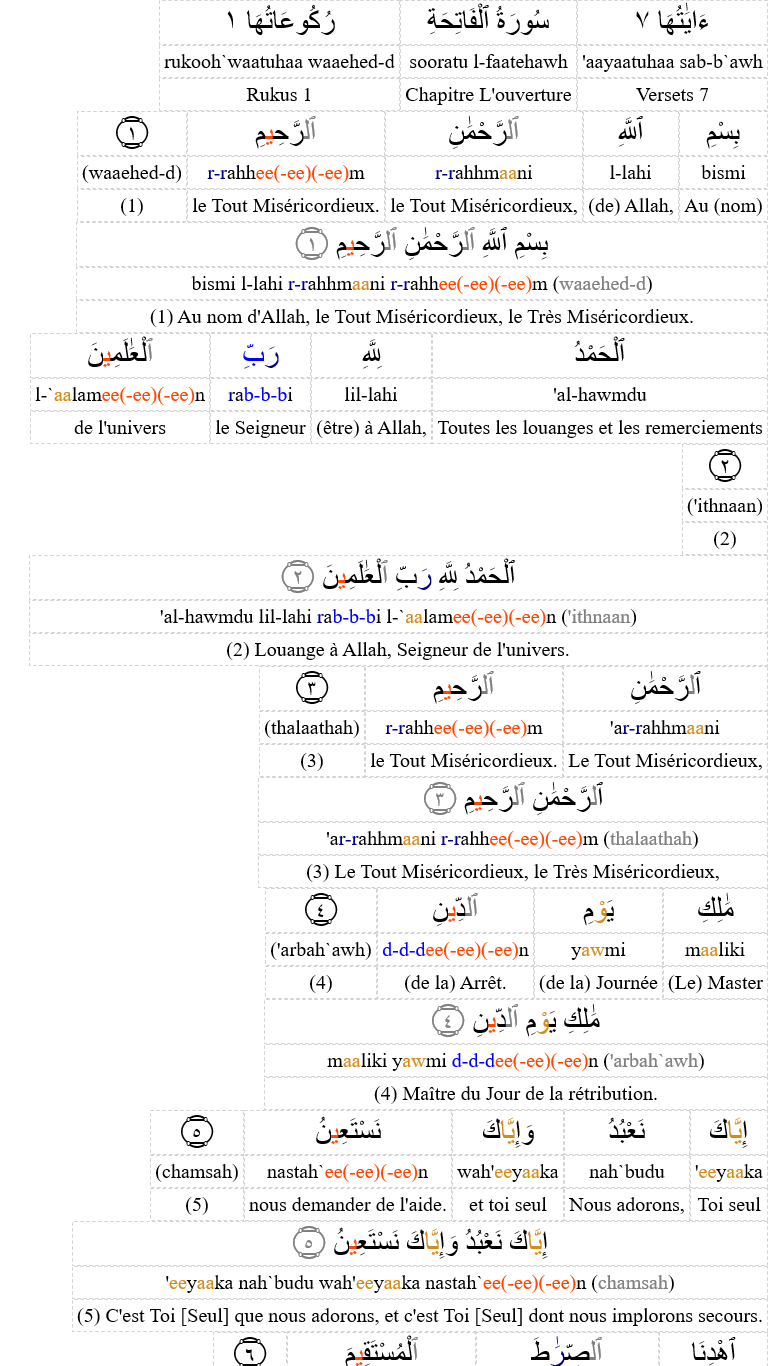 ءَايَٰتُهَا ٧ سُورَةُ ٱلْفَاتِحَةِ رُكُوعَاتُهَا ١
rukooh`waatuhaa waaehed-d sooratu l-faatehawh 'aayaatuhaa sab-b`awh
Rukus 1 Chapitre L'ouverture Versets 7
بِسْمِ ٱللَّهِ ٱلرَّحْمَٰنِ ٱلرَّحِيمِ ١
(waaehed-d) r-rahhee(-ee)(-ee)m r-rahhmaani l-lahi bismi
(1) le Tout Miséricordieux. le Tout Miséricordieux, (de) Allah, Au (nom)
بِسْمِ ٱللَّهِ ٱلرَّحْمَٰنِ ٱلرَّحِيمِ ١
bismi l-lahi r-rahhmaani r-rahhee(-ee)(-ee)m (waaehed-d)
(1) Au nom d'Allah, le Tout Miséricordieux, le Très Miséricordieux.
ٱلْحَمْدُ لِلَّهِ رَبِّ ٱلْعَٰلَمِينَ
l-`aalamee(-ee)(-ee)n rab-b-bi lil-lahi 'al-hawmdu
de l'univers le Seigneur (être) à Allah, Toutes les louanges et les remerciements
٢
('ithnaan)
(2)
ٱلْحَمْدُ لِلَّهِ رَبِّ ٱلْعَٰلَمِينَ ٢
'al-hawmdu lil-lahi rab-b-bi l-`aalamee(-ee)(-ee)n ('ithnaan)
(2) Louange à Allah, Seigneur de l'univers.
ٱلرَّحْمَٰنِ ٱلرَّحِيمِ ٣
(thalaathah) r-rahhee(-ee)(-ee)m 'ar-rahhmaani
(3) le Tout Miséricordieux. Le Tout Miséricordieux,
ٱلرَّحْمَٰنِ ٱلرَّحِيمِ ٣
'ar-rahhmaani r-rahhee(-ee)(-ee)m (thalaathah)
(3) Le Tout Miséricordieux, le Très Miséricordieux,
مَٰلِكِ يَوْمِ ٱلدِّينِ ٤
('arbah`awh) d-d-dee(-ee)(-ee)n yawmi maaliki
(4) (de la) Arrêt. (de la) Journée (Le) Master
مَٰلِكِ يَوْمِ ٱلدِّينِ ٤
maaliki yawmi d-d-dee(-ee)(-ee)n ('arbah`awh)
(4) Maître du Jour de la rétribution.
إِيَّاكَ نَعْبُدُ وَإِيَّاكَ نَسْتَعِينُ ٥
(chamsah) nastah`ee(-ee)(-ee)n wah'eeyaaka nah`budu 'eeyaaka
(5) nous demander de l'aide. et toi seul Nous adorons, Toi seul
إِيَّاكَ نَعْبُدُ وَإِيَّاكَ نَسْتَعِينُ ٥
'eeyaaka nah`budu wah'eeyaaka nastah`ee(-ee)(-ee)n (chamsah)
(5) C'est Toi [Seul] que nous adorons, et c'est Toi [Seul] dont nous implorons secours.
ٱهْدِنَا ٱلصِّرَٰطَ ٱلْمُسْتَقِيمَ ٦